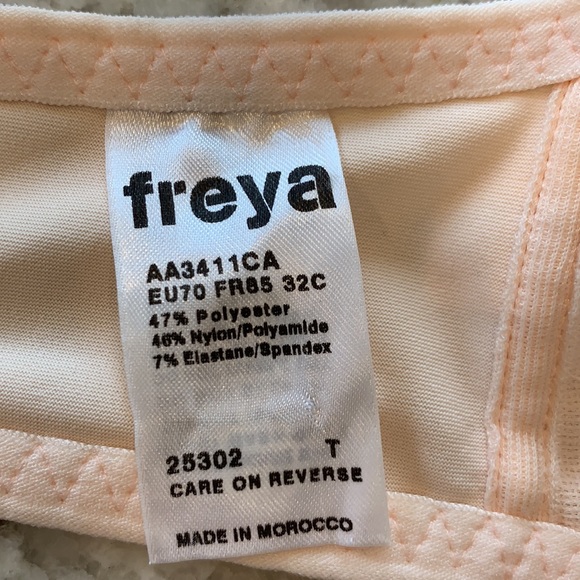 freya
AA3411CA
EU70 FR85 32C
47% Polyester
46% Nylon/Polyamide
7% Elastane/Spandex
25302 T
CARE ON REVERSE
MADE IN MOROCCO